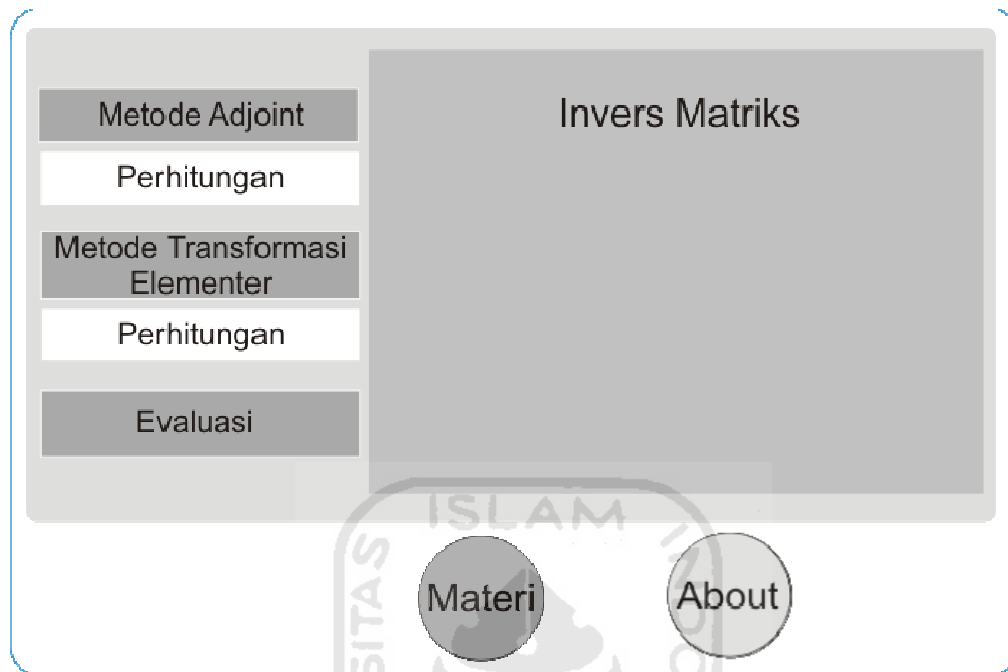 Metode Adjoint
Perhitungan
Metode Transformasi
Elementer
Perhitungan
Evaluasi
Invers Matriks
ISLAM
Materi
About